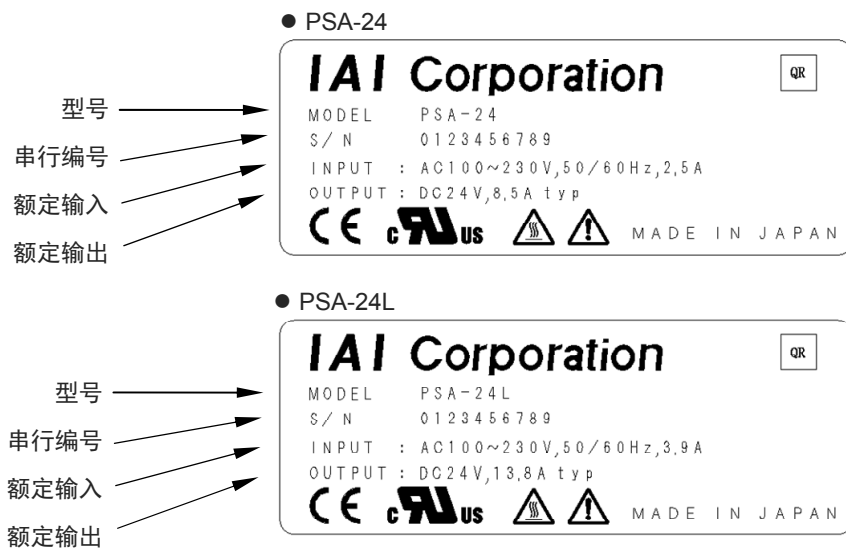 ● PSA-24
IAI Corporation
QR
型号
MODEL PSA-24
串行编号
S/N 0123456789
额定输入
INPUT : AC100~230V,50/60Hz,2,5A
额定输出
OUTPUT : DC24V,8,5A typ
CE c RU US MADE IN JAPAN
● PSA-24L
IAI Corporation
QR
型号
MODEL PSA-24L
串行编号
S/N 0123456789
额定输入
INPUT : AC100~230V,50/60Hz,3,9A
额定输出
OUTPUT : DC24V,13,8A typ
CE c RU US MADE IN JAPAN